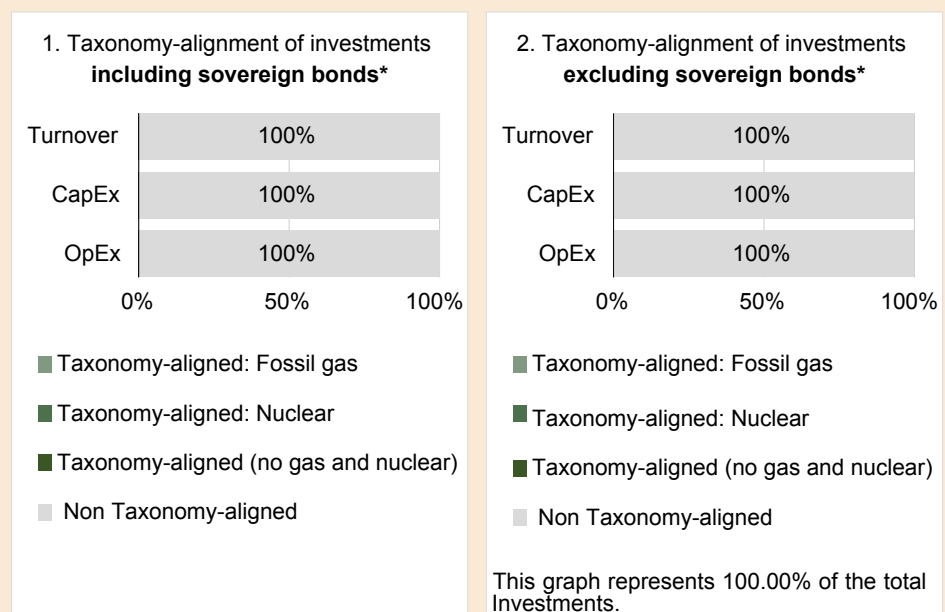 1. Taxonomy-alignment of investments
including sovereign bonds*
Turnover 100%
CapEx 100%
OpEx 100%
0% 50% 100%
Taxonomy-aligned: Fossil gas
Taxonomy-aligned: Nuclear
Taxonomy-aligned (no gas and nuclear)
Non Taxonomy-aligned
2. Taxonomy-alignment of investments
excluding sovereign bonds*
Turnover 100%
CapEx 100%
OpEx 100%
0% 50% 100%
Taxonomy-aligned: Fossil gas
Taxonomy-aligned: Nuclear
Taxonomy-aligned (no gas and nuclear)
Non Taxonomy-aligned
This graph represents 100.00% of the total
Investments.